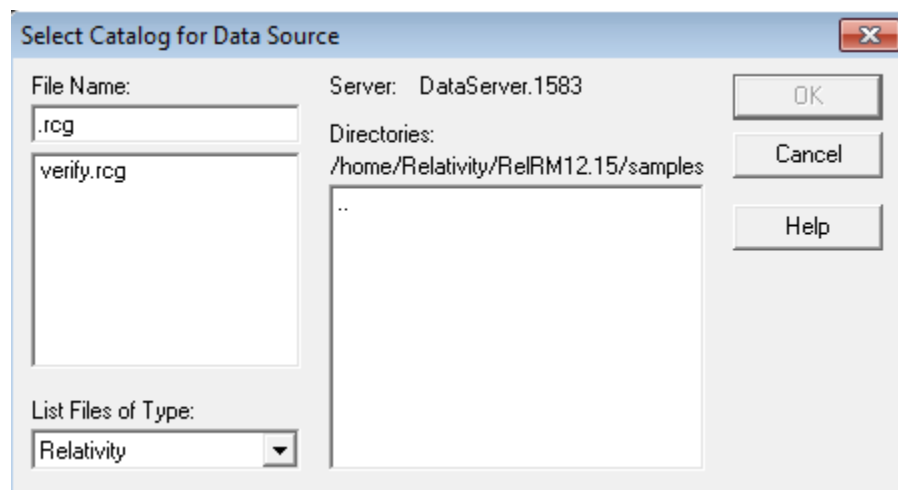 Select Catalog for Data Source
File Name:
.rcg
verify.rcg
List Files of Type:
Relativity
Server: DataServer.1583
Directories:
/home/Relativity/RelRM12.15/samples
..
OK
Cancel
Help